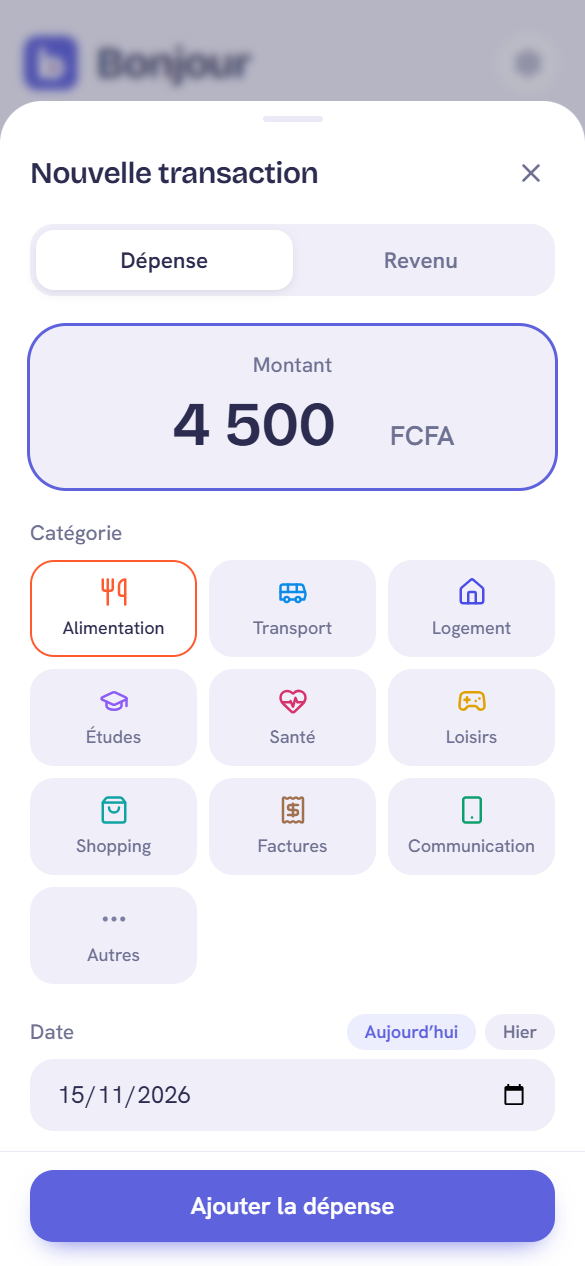 Bonjour
Nouvelle transaction
Dépense Revenu
Montant
4 500 FCFA
Catégorie
Alimentation Transport Logement
Études Santé Loisirs
Shopping Factures Communication
Autres
Date Aujourd’hui Hier
15/11/2026
Ajouter la dépense